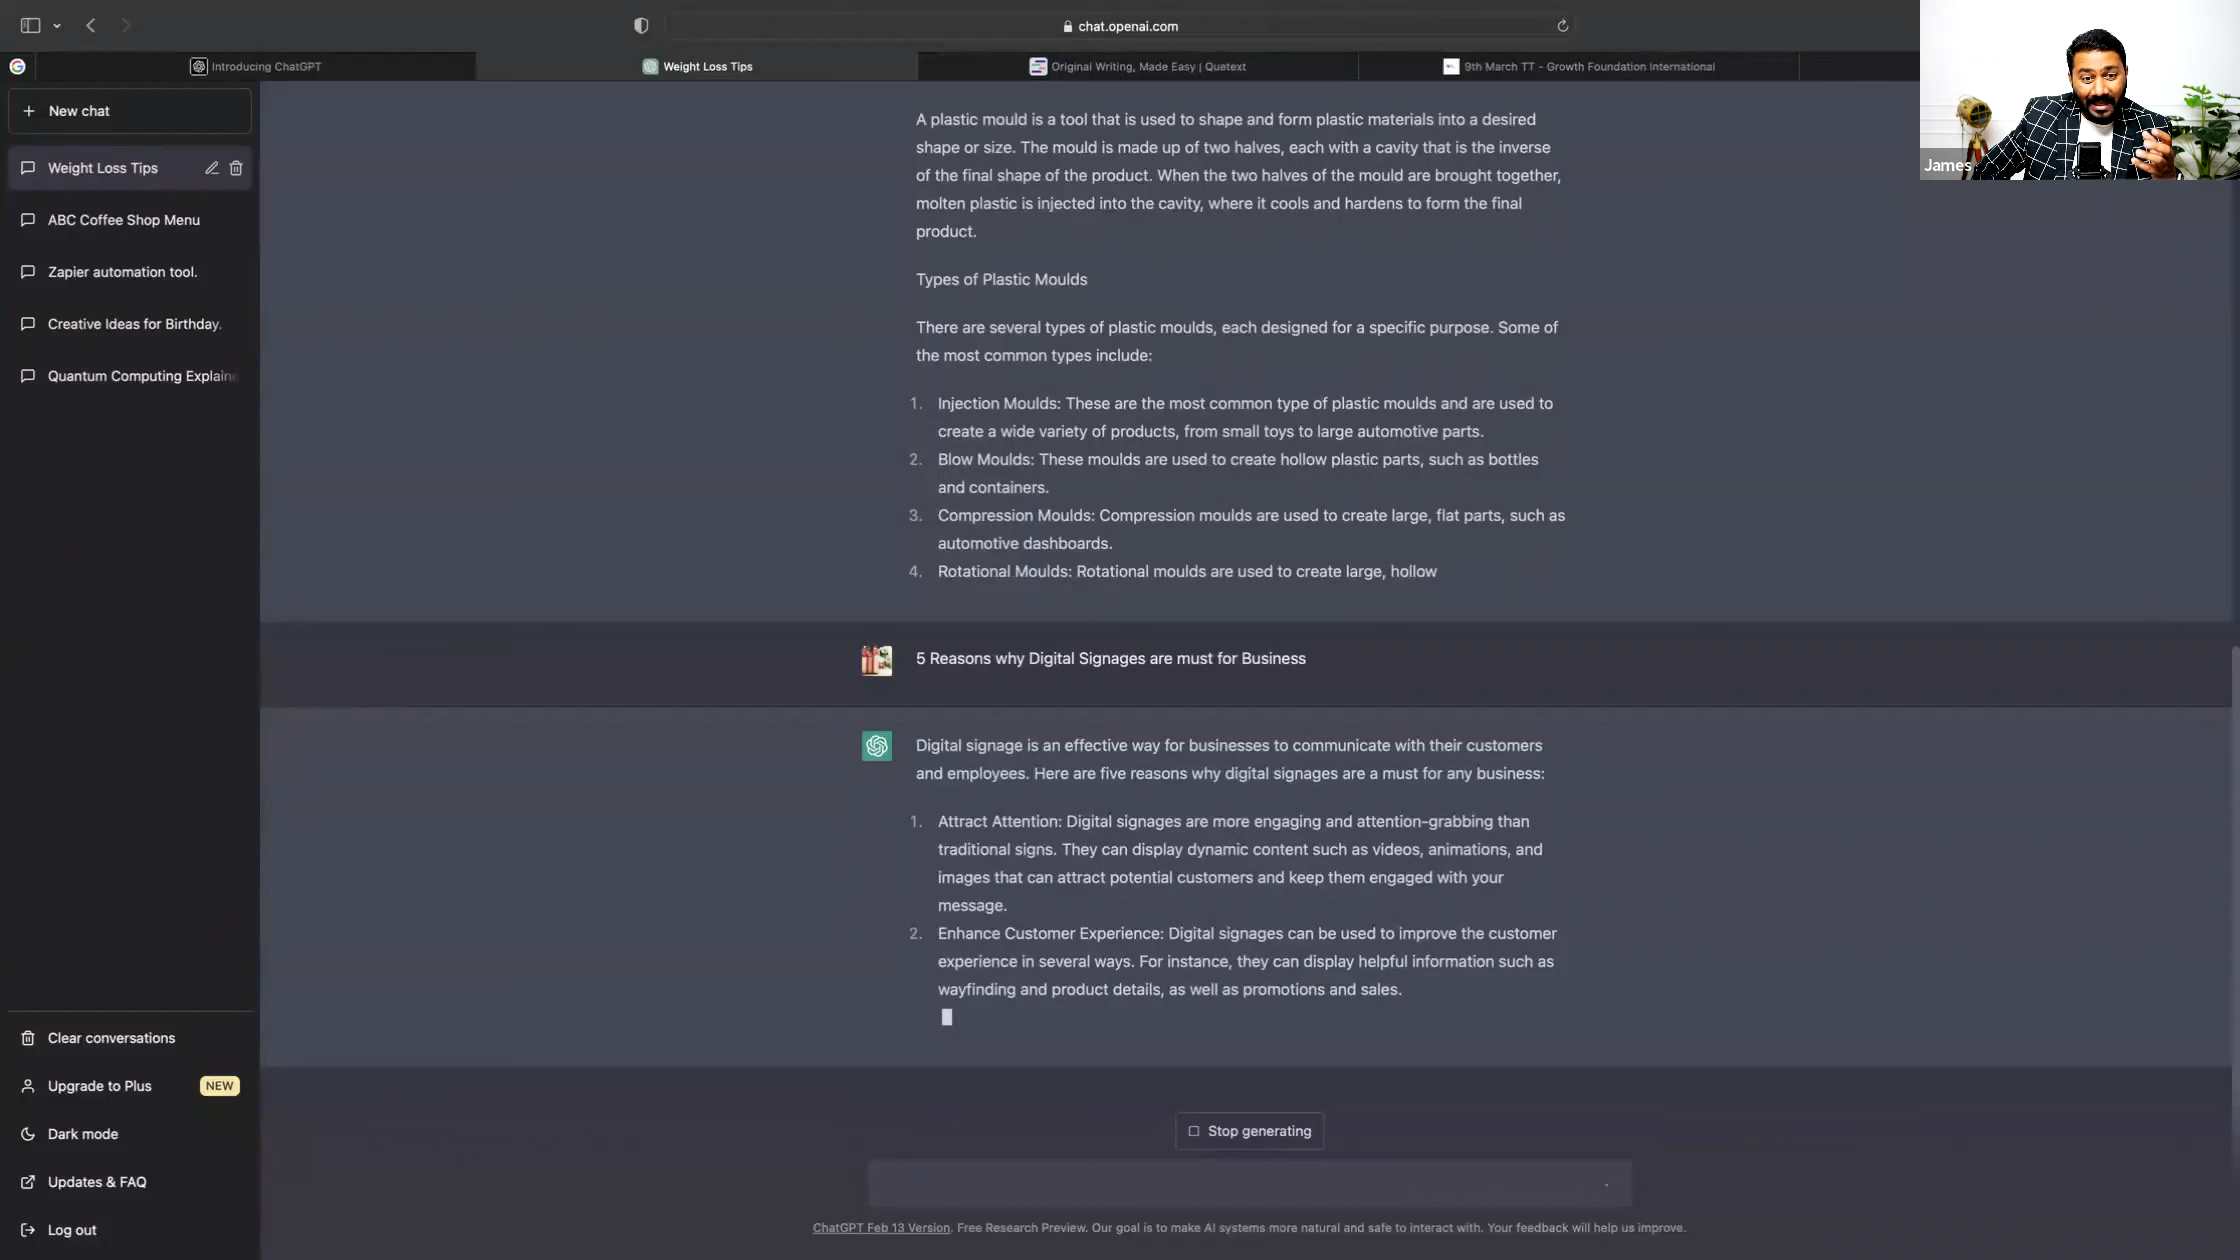 chat.openai.com
Introducing ChatGPT
Weight Loss Tips
Original Writing, Made Easy | Quetext
9th March TT - Growth Foundation International
James
New chat
Weight Loss Tips
ABC Coffee Shop Menu
Zapier automation tool.
Creative Ideas for Birthday.
Quantum Computing Explaine
Clear conversations
Upgrade to Plus
NEW
Dark mode
Updates & FAQ
Log out
A plastic mould is a tool that is used to shape and form plastic materials into a desired
shape or size. The mould is made up of two halves, each with a cavity that is the inverse
of the final shape of the product. When the two halves of the mould are brought together,
molten plastic is injected into the cavity, where it cools and hardens to form the final
product.
Types of Plastic Moulds
There are several types of plastic moulds, each designed for a specific purpose. Some of
the most common types include:
1. Injection Moulds: These are the most common type of plastic moulds and are used to
create a wide variety of products, from small toys to large automotive parts.
2. Blow Moulds: These moulds are used to create hollow plastic parts, such as bottles
and containers.
3. Compression Moulds: Compression moulds are used to create large, flat parts, such as
automotive dashboards.
4. Rotational Moulds: Rotational moulds are used to create large, hollow
5 Reasons why Digital Signages are must for Business
Digital signage is an effective way for businesses to communicate with their customers
and employees. Here are five reasons why digital signages are a must for any business:
1. Attract Attention: Digital signages are more engaging and attention-grabbing than
traditional signs. They can display dynamic content such as videos, animations, and
images that can attract potential customers and keep them engaged with your
message.
2. Enhance Customer Experience: Digital signages can be used to improve the customer
experience in several ways. For instance, they can display helpful information such as
wayfinding and product details, as well as promotions and sales.
Stop generating
ChatGPT Feb 13 Version. Free Research Preview. Our goal is to make AI systems more natural and safe to interact with. Your feedback will help us improve.